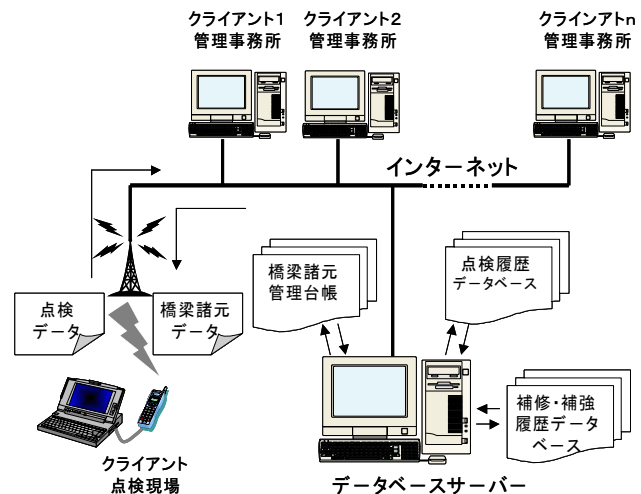 クライアント1
管理事務所
クライアント2
管理事務所
クラインアトn
管理事務所
インターネット
点検
データ
橋梁諸元
データ
橋梁諸元
管理台帳
点検履歴
データベース
補修・補強
履歴データ
ベース
クライアント
点検現場
データベースサーバー